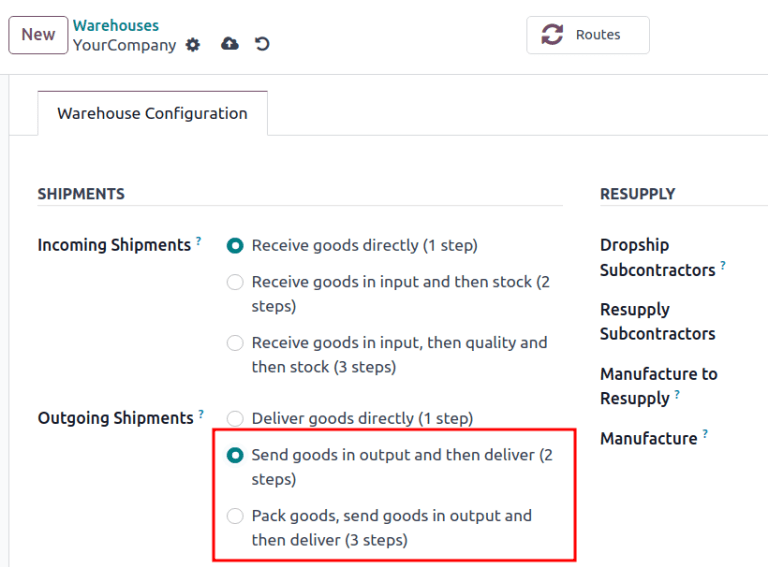 New
Warehouses
YourCompany
Routes
Warehouse Configuration
SHIPMENTS
Incoming Shipments ?
Receive goods directly (1 step)
Receive goods in input and then stock (2
steps)
Receive goods in input, then quality and
then stock (3 steps)
Outgoing Shipments ?
Deliver goods directly (1 step)
Send goods in output and then deliver (2
steps)
Pack goods, send goods in output and
then deliver (3 steps)
RESUPPLY
Dropship
Subcontractors ?
Resupply
Subcontractors
Manufacture to
Resupply ?
Manufacture ?